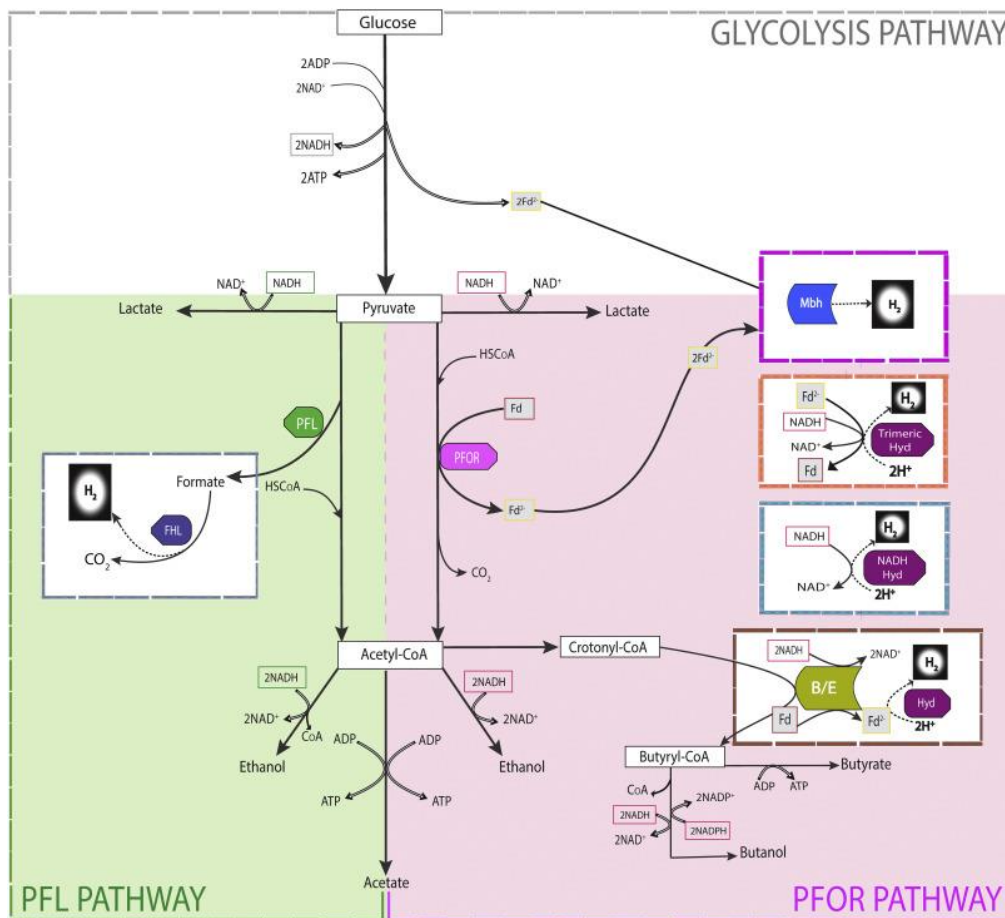 Glucose
GLYCOLYSIS PATHWAY
2ADP
2NAD⁺
2NADH
2ATP
2Fd²⁻
NAD⁺
NADH
NADH
NAD⁺
Lactate
Pyruvate
Lactate
Mbh
H₂
HSCoA
2Fd²⁻
PFL
Fd
PFOR
Fd²⁻
NADH
NAD⁺
Fd
H₂
Trimeric
Hyd
2H⁺
Formate
HSCoA
H₂
FHL
CO₂
Fd²⁻
CO₂
NADH
NAD⁺
H₂
NADH
Hyd
2H⁺
Acetyl-CoA
Crotonyl-CoA
2NADH
2NAD⁺
B/E
Fd
Fd²⁻
H₂
Hyd
2H⁺
2NADH
2NAD⁺
CoA
Ethanol
2NADH
2NAD⁺
Ethanol
ADP
ADP
ATP
ATP
Butyryl-CoA
Butyrate
ADP
ATP
CoA
2NADH
2NAD⁺
2NADP⁺
2NADPH
Butanol
Acetate
PFL PATHWAY
PFOR PATHWAY